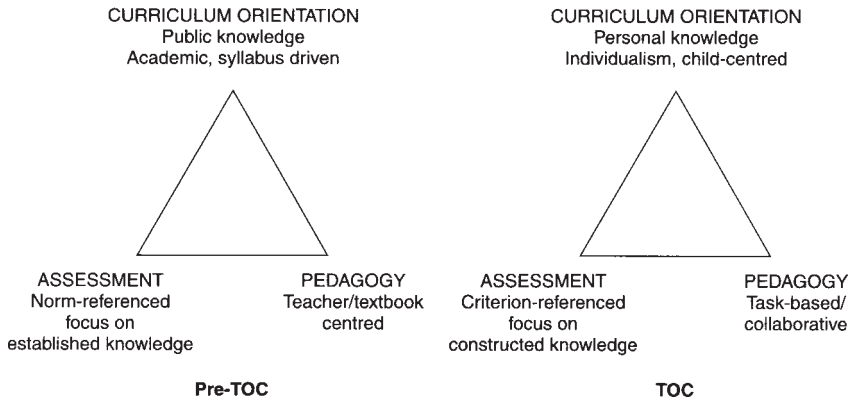 CURRICULUM ORIENTATION
Public knowledge
Academic, syllabus driven
ASSESSMENT
Norm-referenced
focus on
established knowledge
PEDAGOGY
Teacher/textbook
centred
Pre-TOC
CURRICULUM ORIENTATION
Personal knowledge
Individualism, child-centred
ASSESSMENT
Criterion-referenced
focus on
constructed knowledge
PEDAGOGY
Task-based/
collaborative
TOC